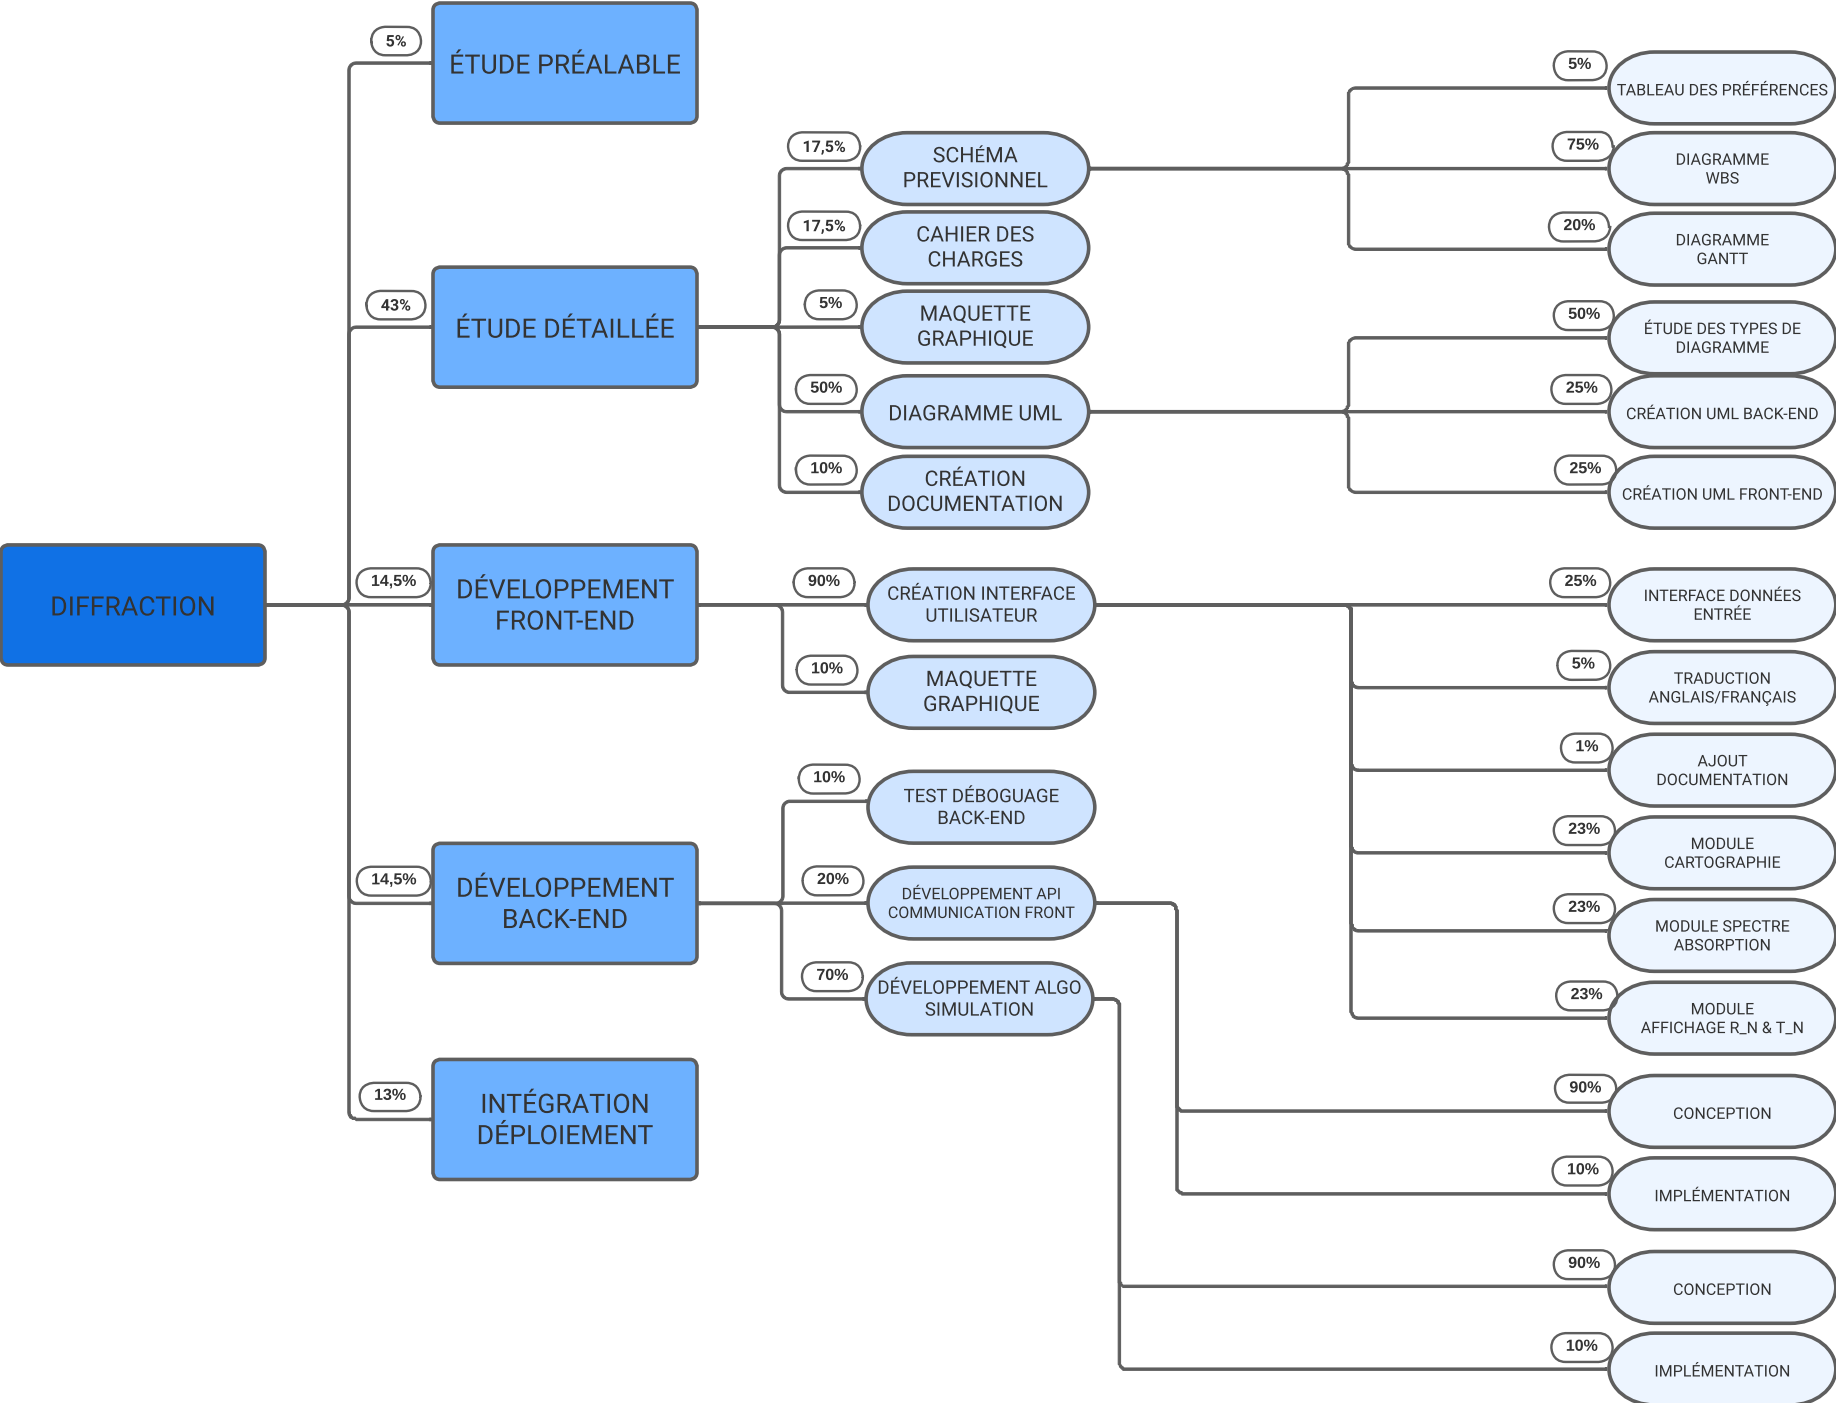 5%
ÉTUDE PRÉALABLE
5%
TABLEAU DES PRÉFÉRENCES
17,5%
SCHÉMA
PREVISIONNEL
75%
DIAGRAMME
WBS
17,5%
CAHIER DES
CHARGES
20%
DIAGRAMME
GANTT
43%
ÉTUDE DÉTAILLÉE
5%
MAQUETTE
GRAPHIQUE
50%
ÉTUDE DES TYPES DE
DIAGRAMME
50%
DIAGRAMME UML
25%
CRÉATION UML BACK-END
10%
CRÉATION
DOCUMENTATION
25%
CRÉATION UML FRONT-END
DIFFRACTION
14,5%
DÉVELOPPEMENT
FRONT-END
90%
CRÉATION INTERFACE
UTILISATEUR
25%
INTERFACE DONNÉES
ENTRÉE
10%
MAQUETTE
GRAPHIQUE
5%
TRADUCTION
ANGLAIS/FRANÇAIS
1%
AJOUT
DOCUMENTATION
10%
TEST DÉBOGUAGE
BACK-END
23%
MODULE
CARTOGRAPHIE
14,5%
DÉVELOPPEMENT
BACK-END
20%
DÉVELOPPEMENT API
COMMUNICATION FRONT
23%
MODULE SPECTRE
ABSORPTION
70%
DÉVELOPPEMENT ALGO
SIMULATION
23%
MODULE
AFFICHAGE R_N & T_N
13%
INTÉGRATION
DÉPLOIEMENT
90%
CONCEPTION
10%
IMPLÉMENTATION
90%
CONCEPTION
10%
IMPLÉMENTATION